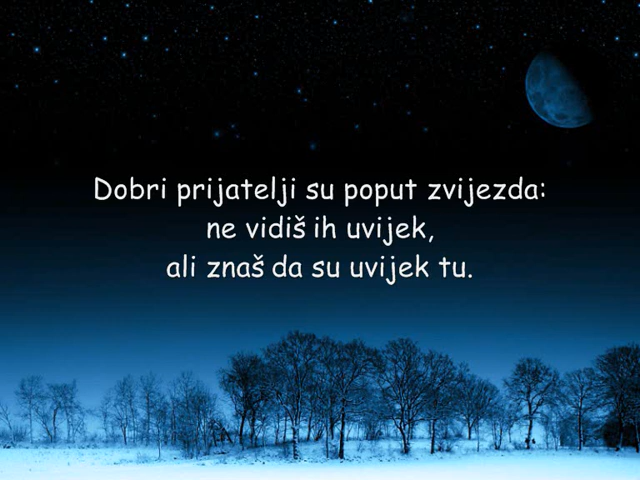 Dobri prijatelji su poput zvijezda:
ne vidiš ih uvijek,
ali znaš da su uvijek tu.